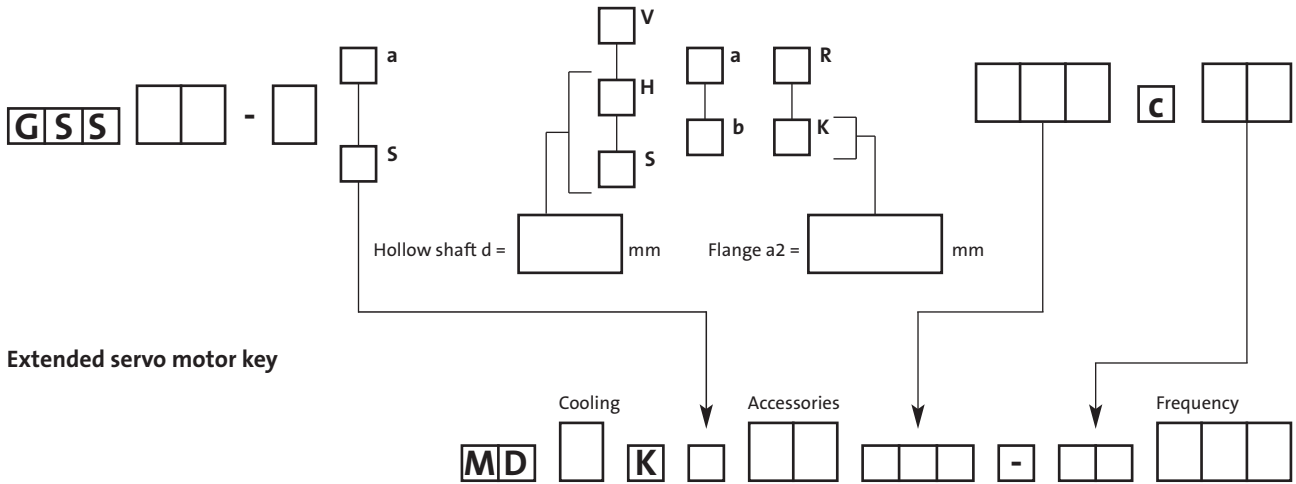 V
a a R
H
GSS - c
b K
S S
Hollow shaft d = mm Flange a2 = mm
Extended servo motor key
Cooling Accessories Frequency
MD K -